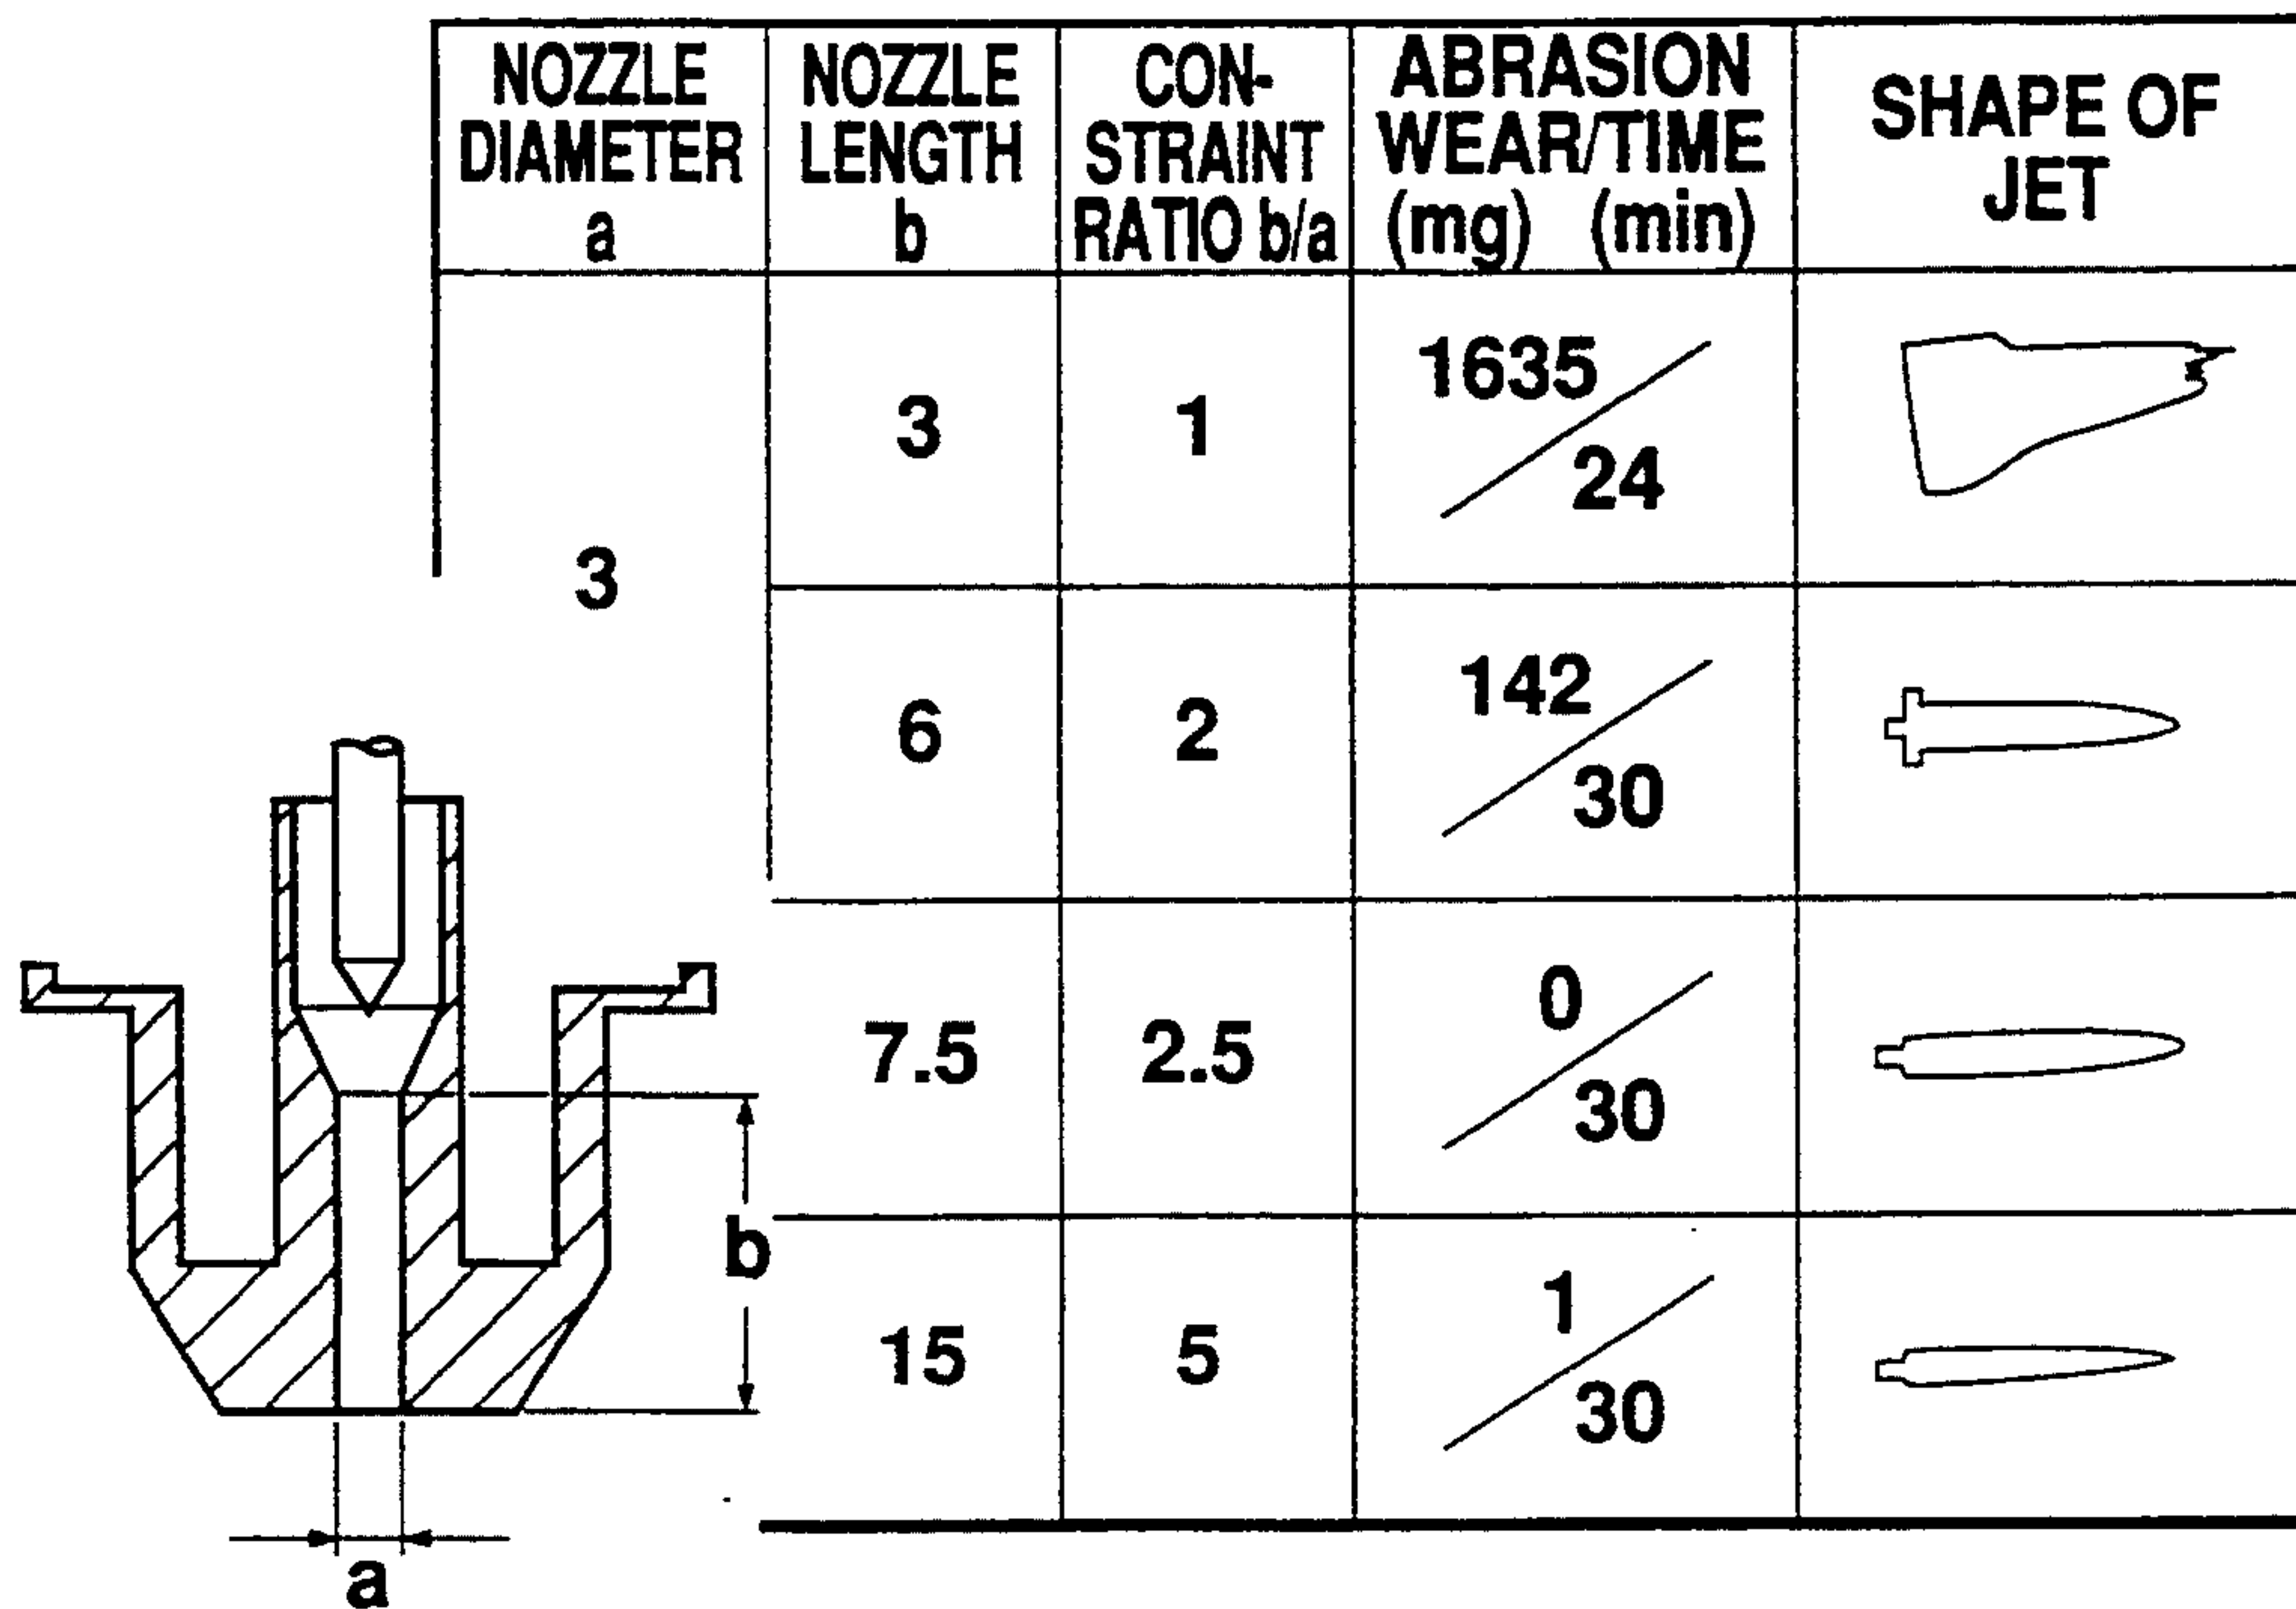 NOZZLE DIAMETER a
NOZZLE LENGTH b
CON-STRAINT RATIO b/a
ABRASION WEAR/TIME (mg) (min)
SHAPE OF JET
3
3
1
1635
24
6
2
142
30
7.5
2.5
0
30
15
5
1
30
b
a